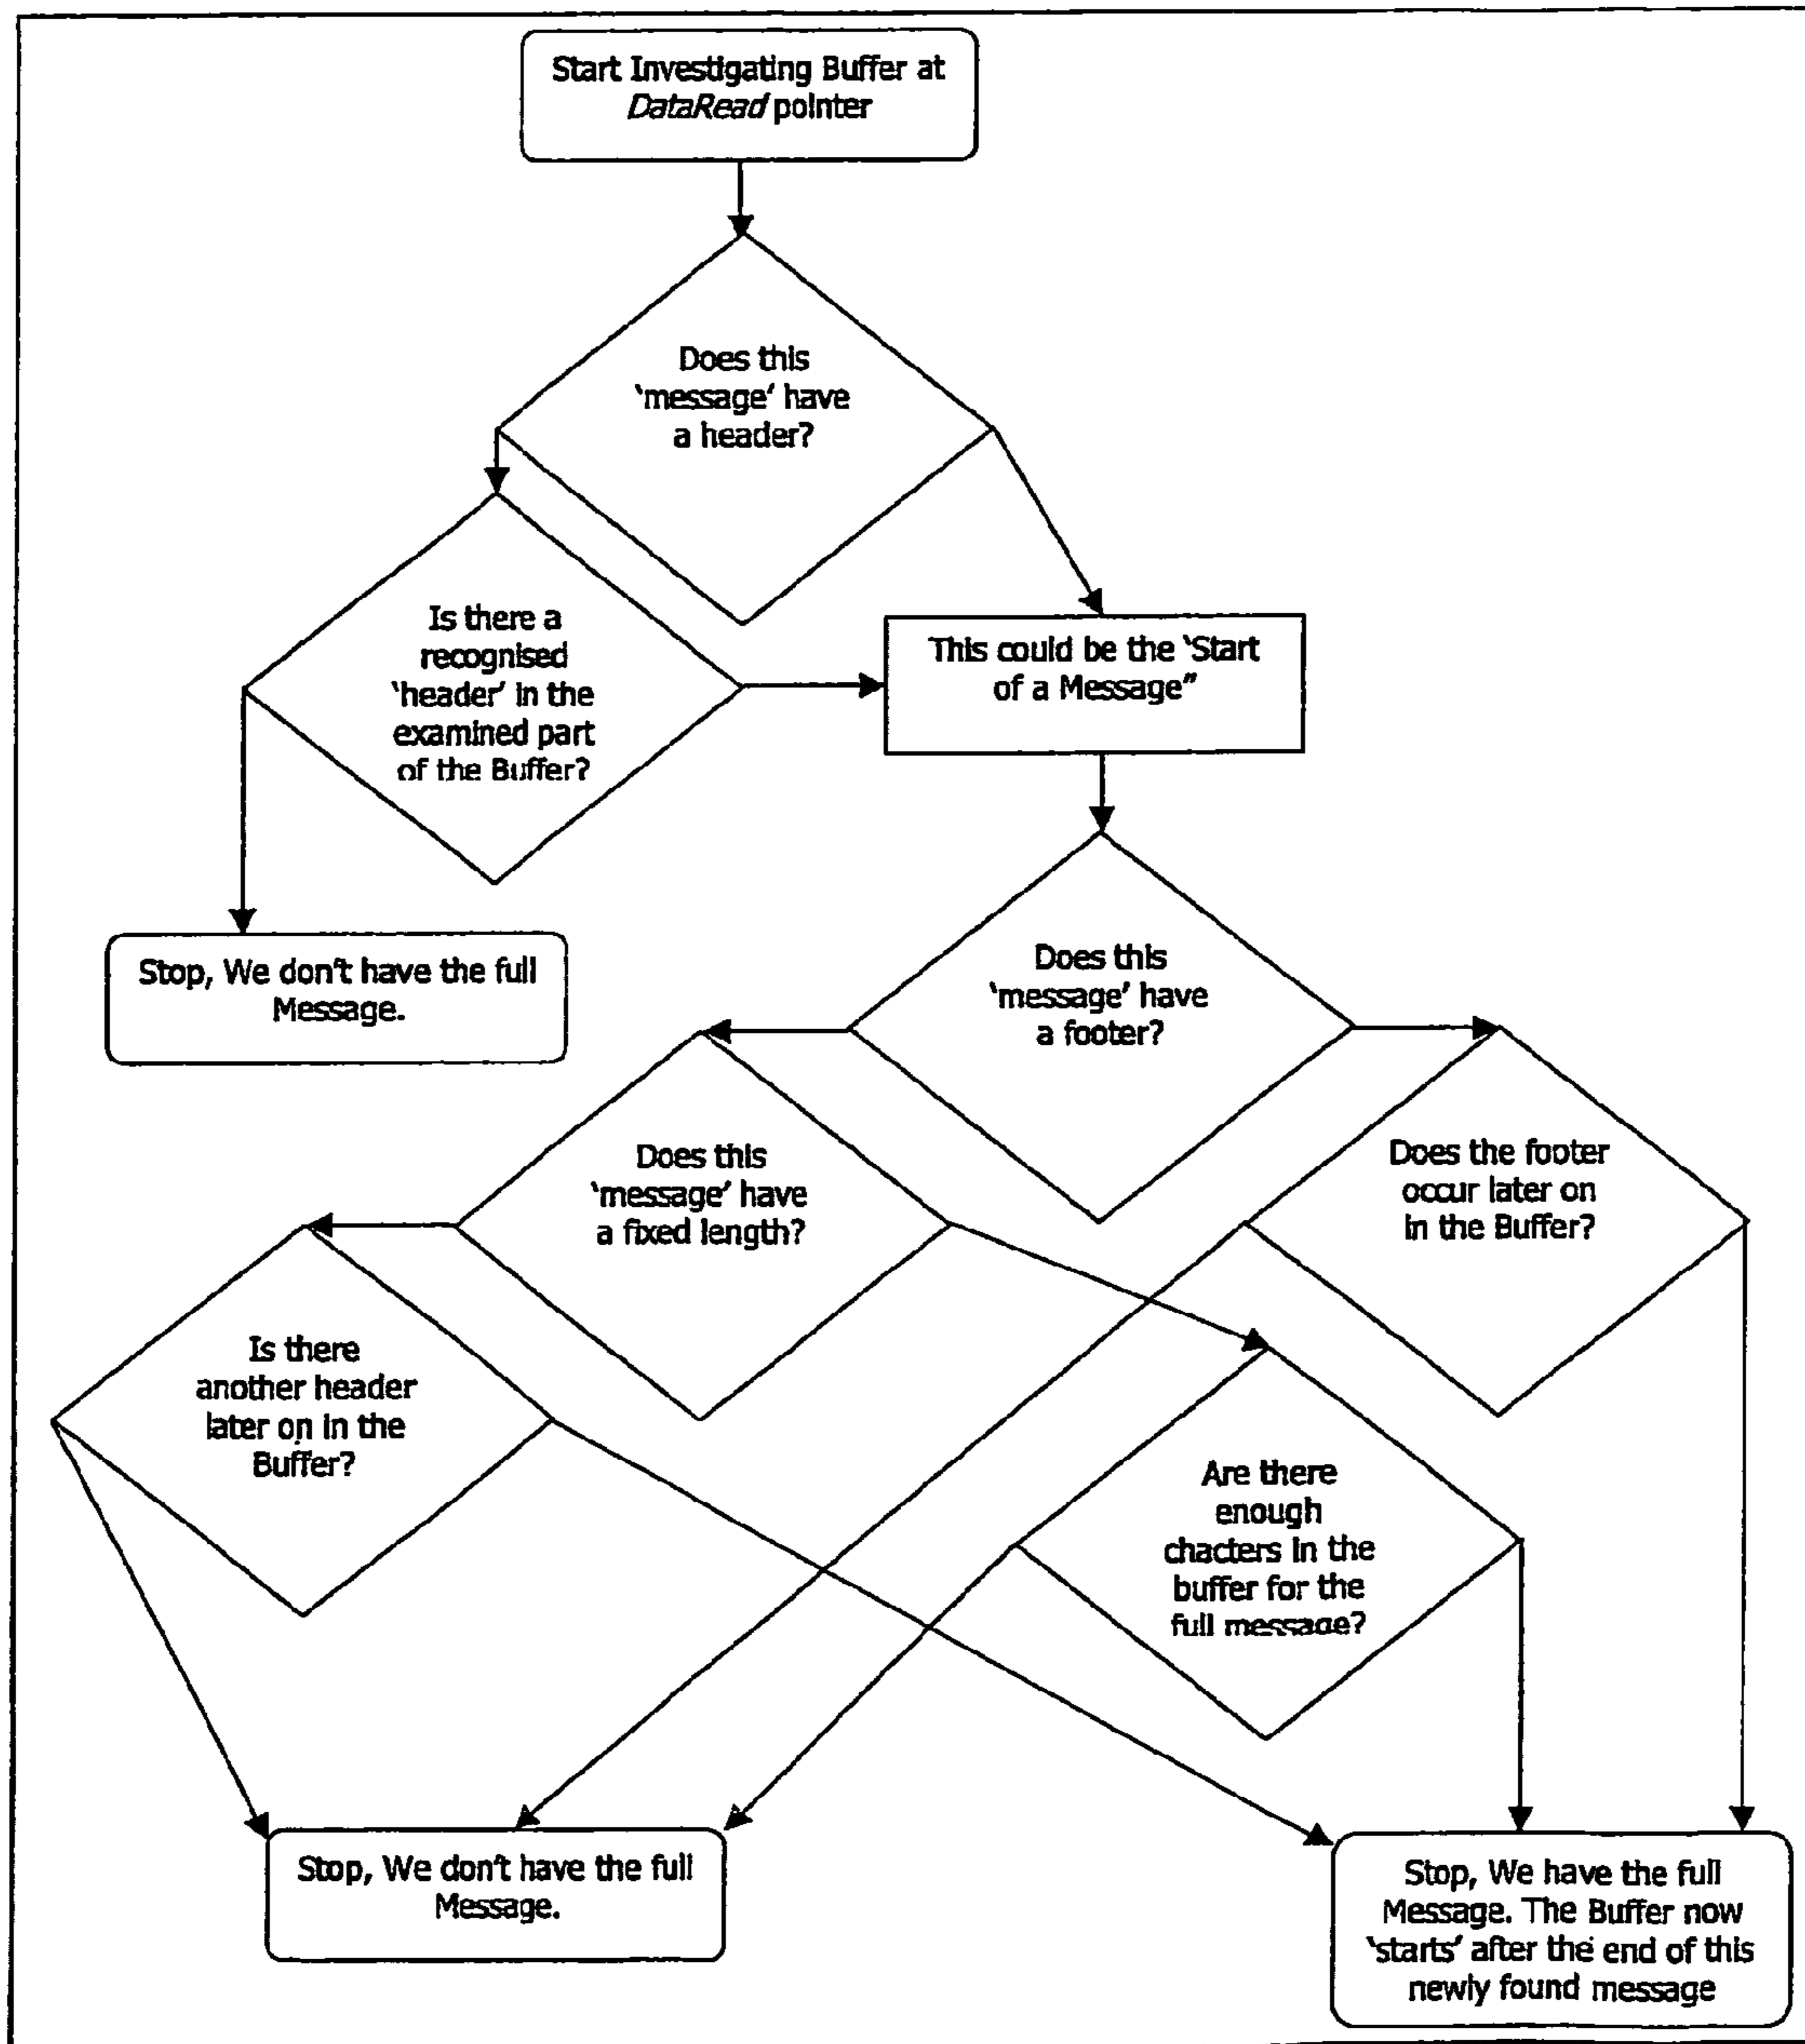 Start Investigating Buffer at
DataRead pointer
Does this
‘message’ have
a header?
Is there a
recognised
‘header’ in the
examined part
of the Buffer?
This could be the ‘Start
of a Message”
Stop, We don't have the full
Message.
Does this
‘message’ have
a footer?
Does this
‘message’ have
a fixed length?
Does the footer
occur later on
in the Buffer?
Is there
another header
later on in the
Buffer?
Are there
enough
chacters in the
buffer for the
full message?
Stop, We don't have the full
Message.
Stop, We have the full
Message. The Buffer now
‘starts’ after the end of this
newly found message